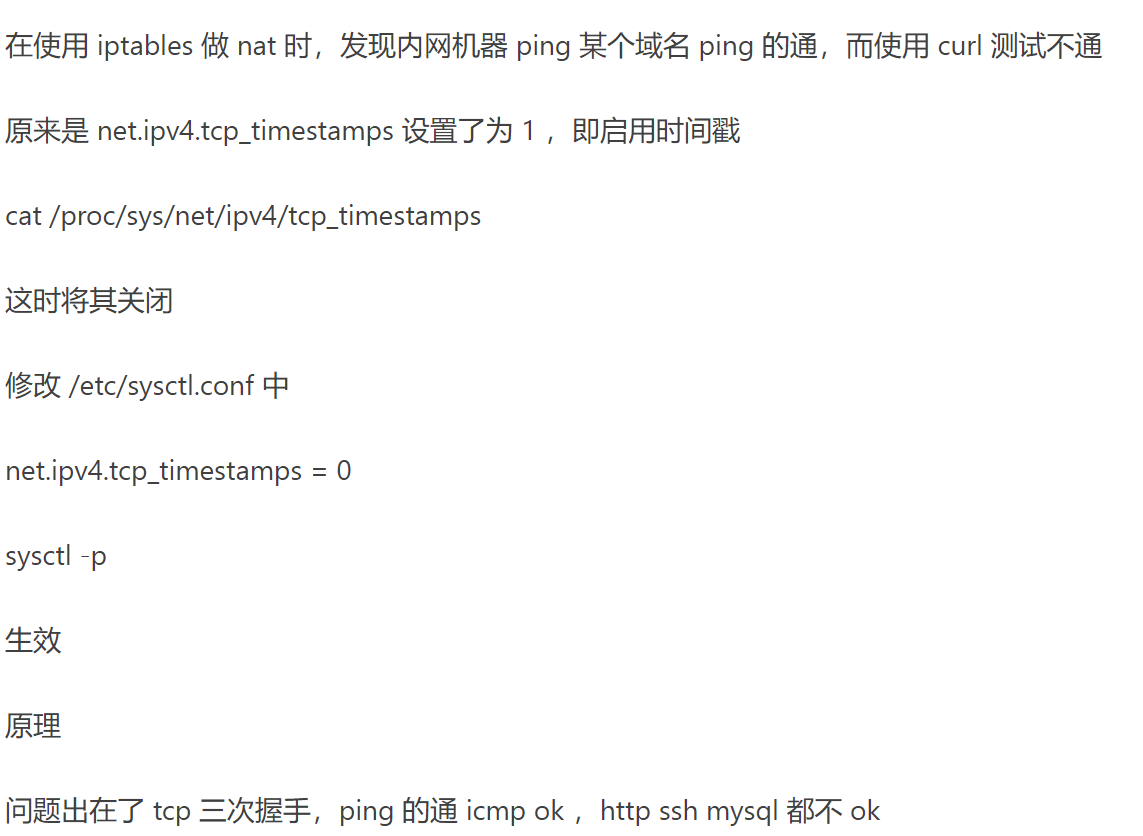 在使用 iptables 做 nat 时，发现内网机器 ping 某个域名 ping 的通，而使用 curl 测试不通
原来是 net.ipv4.tcp_timestamps 设置了为 1 ，即启用时间戳
cat /proc/sys/net/ipv4/tcp_timestamps
这时将其关闭
修改 /etc/sysctl.conf 中
net.ipv4.tcp_timestamps = 0
sysctl -p
生效
原理
问题出在了 tcp 三次握手，ping 的通 icmp ok ，http ssh mysql 都不 ok